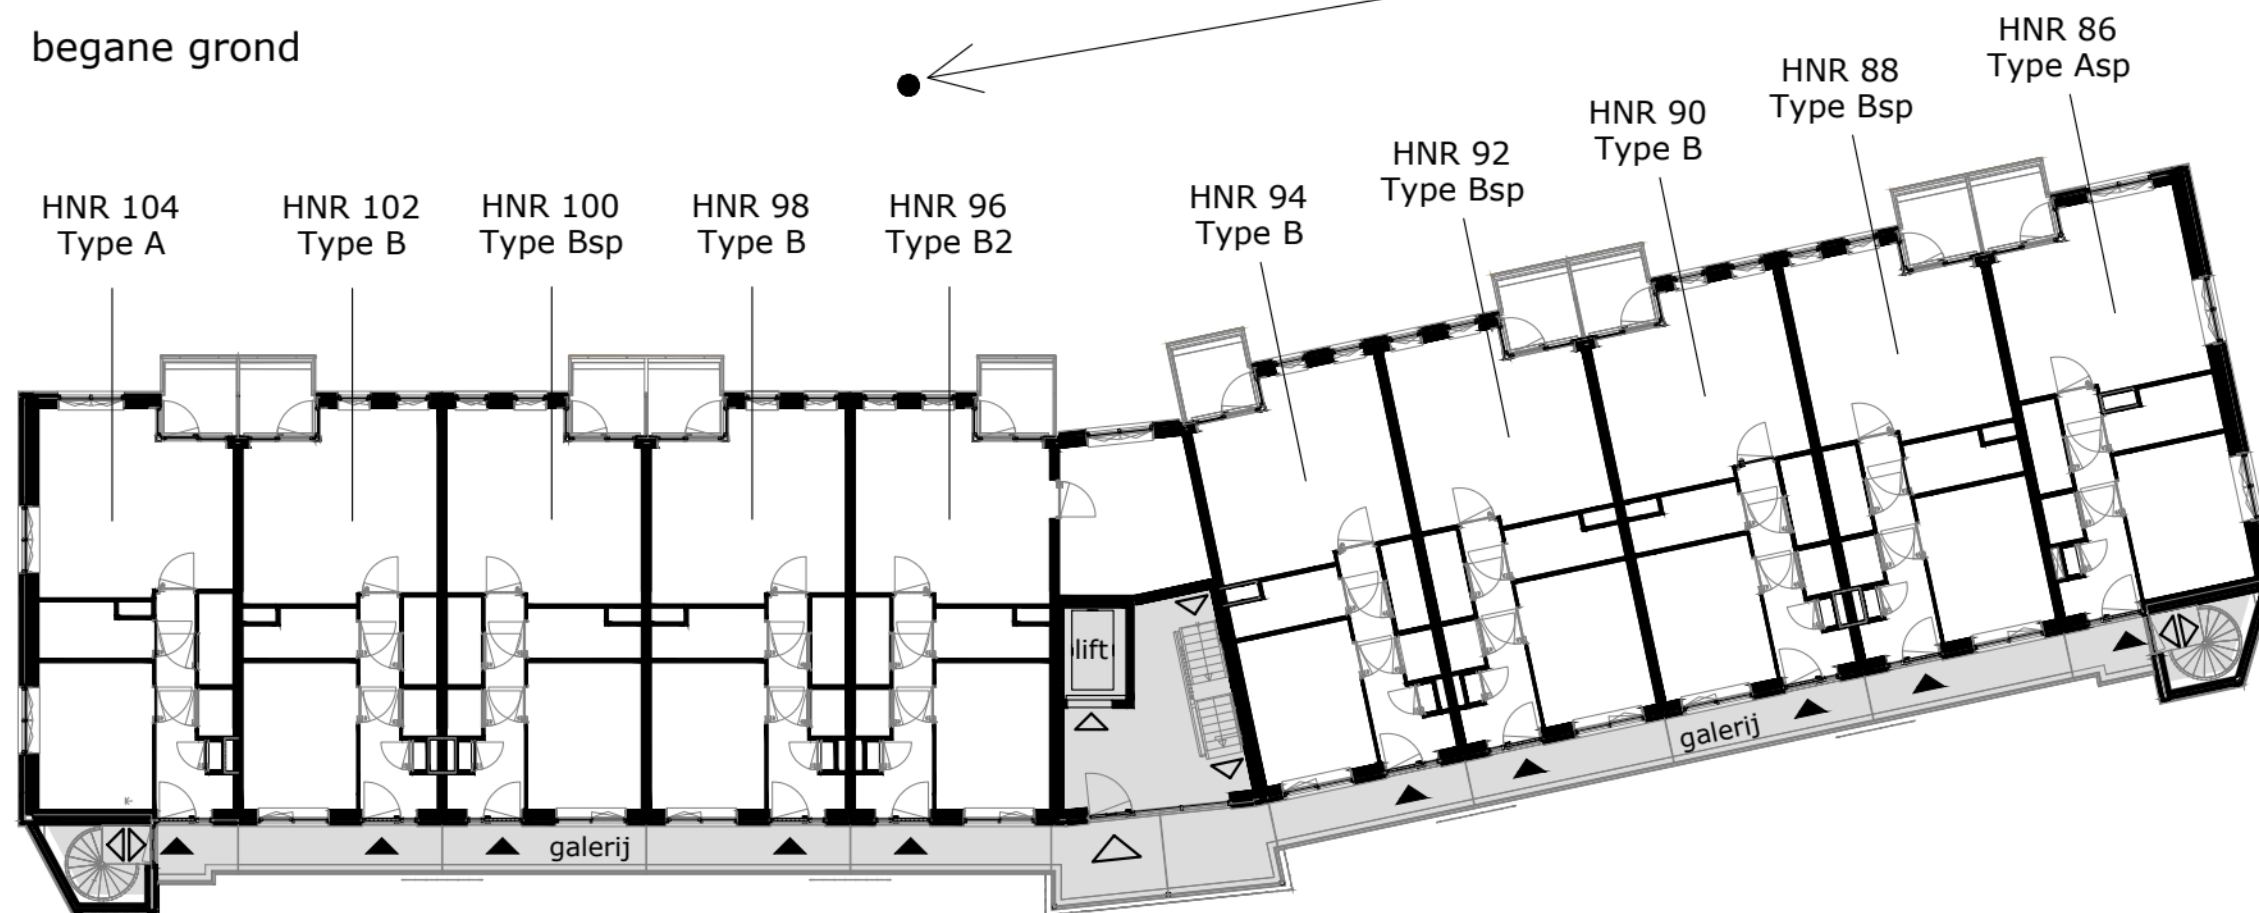 begane grond
HNR 86
Type Asp
HNR 88
Type Bsp
HNR 90
Type B
HNR 92
Type Bsp
HNR 94
Type B
HNR 104
Type A
HNR 102
Type B
HNR 100
Type Bsp
HNR 98
Type B
HNR 96
Type B2
lift
galerij
galerij